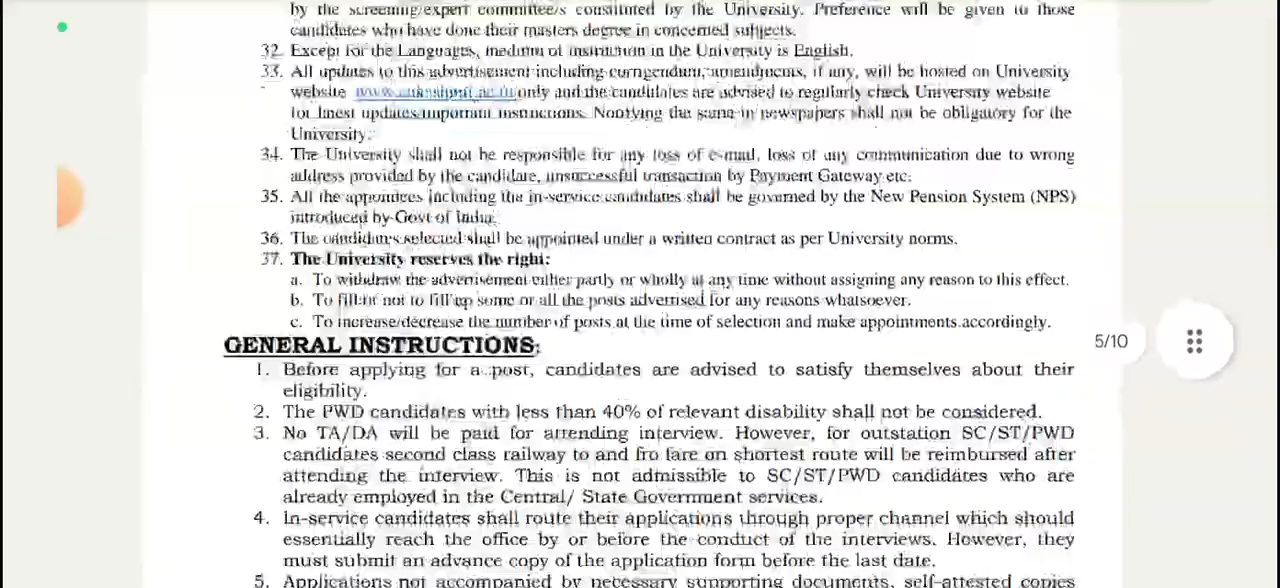 by the screening/expert committee/s constituted by the University. Preference will be given to those
candidates who have done their masters degree in concerned subjects.
32. Except for the Languages, medium of instruction in the University is English.
33. All updates to this advertisement including corrigendum, amendments, if any, will be hosted on University
website only and the candidates are advised to regularly check University website
for latest updates/important instructions. Notifying the same in newspapers shall not be obligatory for the
University.
34. The University shall not be responsible for any loss of e-mail, loss of any communication due to wrong
address provided by the candidate, unsuccessful transaction by Payment Gateway etc.
35. All the appointees including the in-service candidates shall be governed by the New Pension System (NPS)
introduced by Govt of India.
36. The candidates selected shall be appointed under a written contract as per University norms.
37. The University reserves the right:
a. To withdraw the advertisement either partly or wholly at any time without assigning any reason to this effect.
b. To fill or not to fill up some or all the posts advertised for any reasons whatsoever.
c. To increase/decrease the number of posts at the time of selection and make appointments accordingly.
GENERAL INSTRUCTIONS:
5/10
1. Before applying for a post, candidates are advised to satisfy themselves about their
eligibility.
2. The PWD candidates with less than 40% of relevant disability shall not be considered.
3. No TA/DA will be paid for attending interview. However, for outstation SC/ST/PWD
candidates second class railway to and fro fare on shortest route will be reimbursed after
attending the interview. This is not admissible to SC/ST/PWD candidates who are
already employed in the Central/ State Government services.
4. In-service candidates shall route their applications through proper channel which should
essentially reach the office by or before the conduct of the interviews. However, they
must submit an advance copy of the application form before the last date.
5. Applications not accompanied by necessary supporting documents, self-attested copies